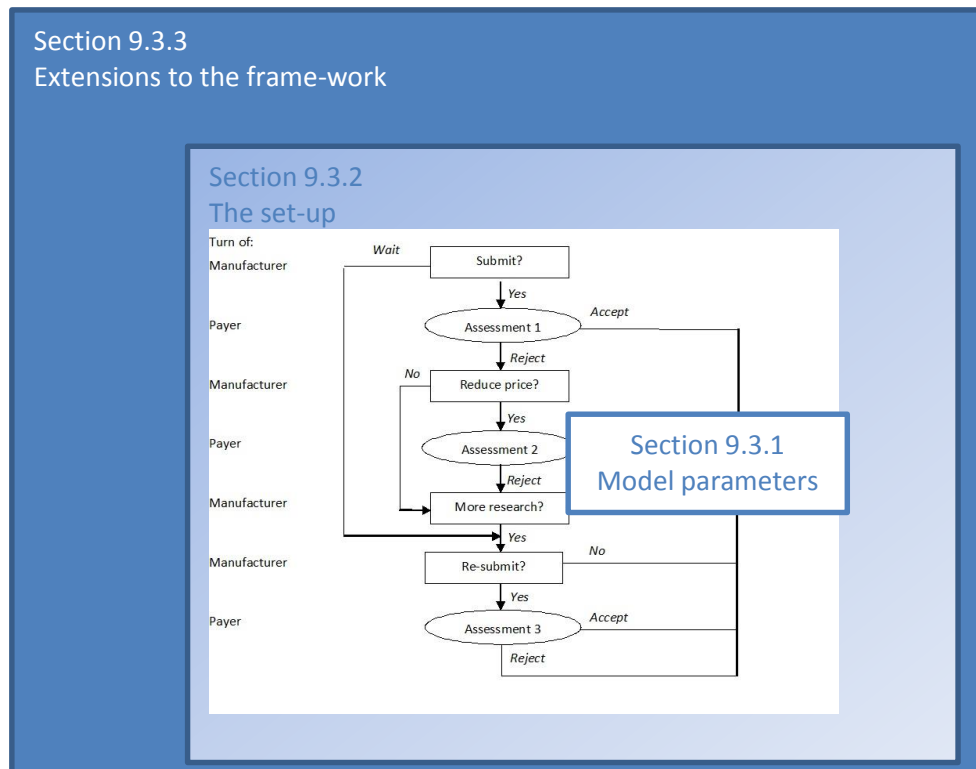 Section 9.3.3
Extensions to the frame-work
Section 9.3.2
The set-up
Turn of:
Wait
Manufacturer
Submit?
Yes
Accept
Payer
Assessment 1
Reject
No
Manufacturer
Reduce price?
Yes
Payer
Assessment 2
Section 9.3.1
Model parameters
Reject
Manufacturer
More research?
Yes
No
Manufacturer
Re-submit?
Yes
Accept
Payer
Assessment 3
Reject